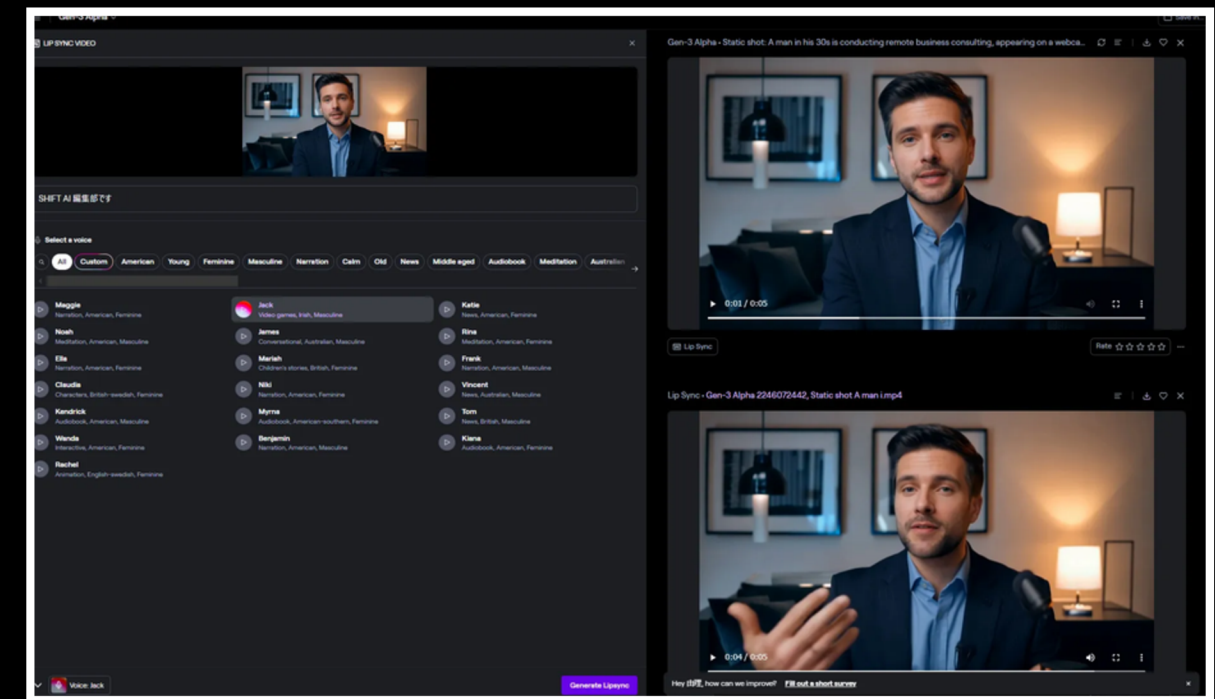 Gen-3 Alpha
Save in...
LIP SYNC VIDEO
SHIFT AI 編集部です
Select a voice
All Custom American Young Feminine Masculine Narration Calm Old News Middle aged Audiobook Meditation Australian
Maggie
Narration, American, Feminine
Jack
Video games, Irish, Masculine
Katie
News, American, Feminine
Noah
Meditation, American, Masculine
James
Conversational, Australian, Masculine
Rina
Meditation, American, Feminine
Ella
Narration, American, Feminine
Mariah
Children's stories, British, Feminine
Frank
Narration, American, Masculine
Claudia
Characters, British-swedish, Feminine
Niki
Narration, American, Feminine
Vincent
News, Australian, Masculine
Kendrick
Audiobook, American, Masculine
Myrna
Audiobook, American-southern, Feminine
Tom
News, British, Masculine
Wanda
Interactive, American, Feminine
Benjamin
Narration, American, Masculine
Kiana
Audiobook, American, Feminine
Rachel
Animation, English-swedish, Feminine
Voice: Jack
Generate Lipsync
Gen-3 Alpha • Static shot: A man in his 30s is conducting remote business consulting, appearing on a webca...
0:01 / 0:05
Lip Sync
Rate
Lip Sync • Gen-3 Alpha 2246072442, Static shot A man i.mp4
0:04 / 0:05
Hey how can we improve? Fill out a short survey